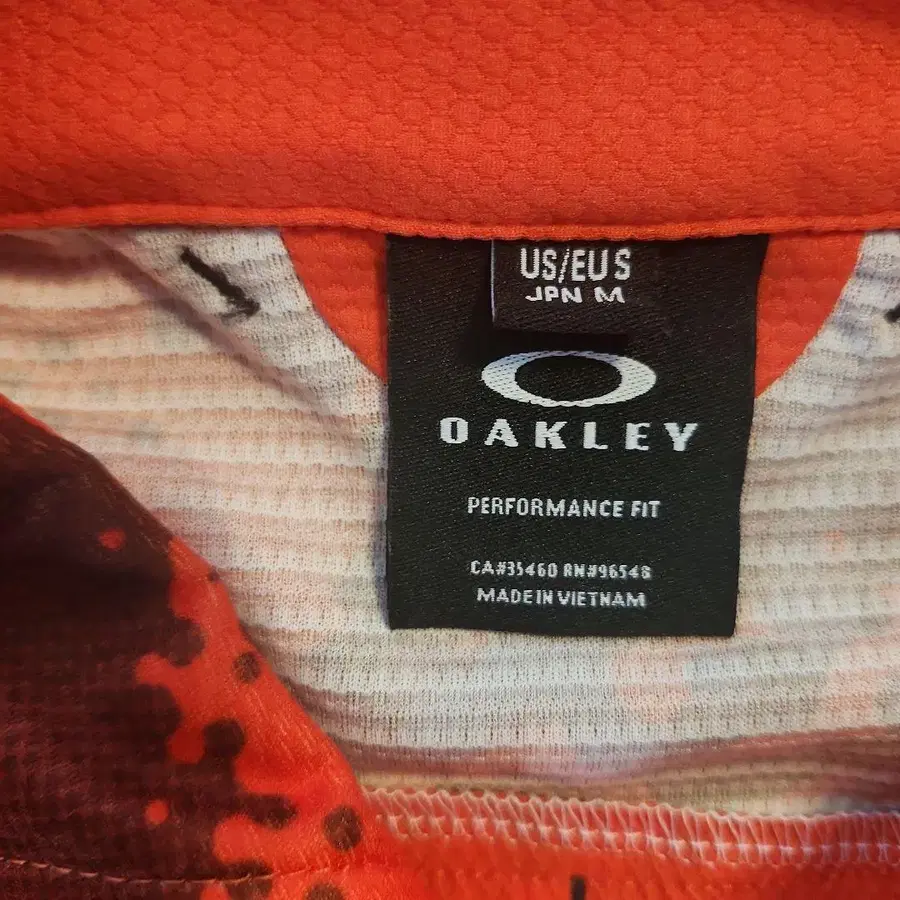 US/EU S
JPN M
OAKLEY
PERFORMANCE FIT
CA#35460 RN#96548
MADE IN VIETNAM